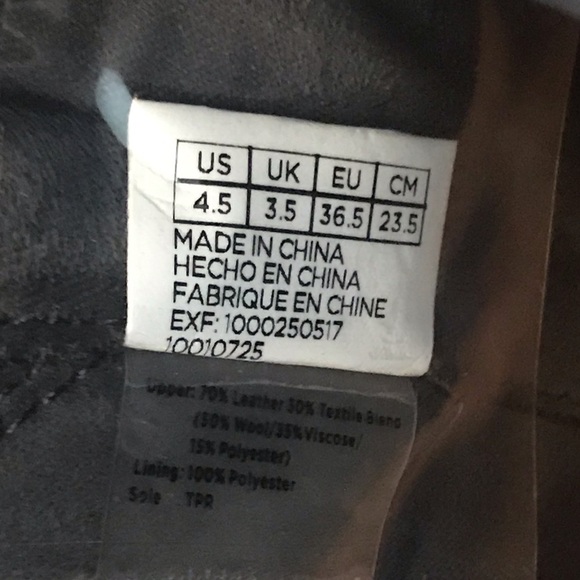 US UK EU CM
4.5 3.5 36.5 23.5
MADE IN CHINA
HECHO EN CHINA
FABRIQUE EN CHINE
EXF: 1000250517
10010725
Upper: 70% Leather 30% Textile Blend
(50% Wool/35% Viscose/
15% Polyester)
Lining: 100% Polyester
Sole TPR